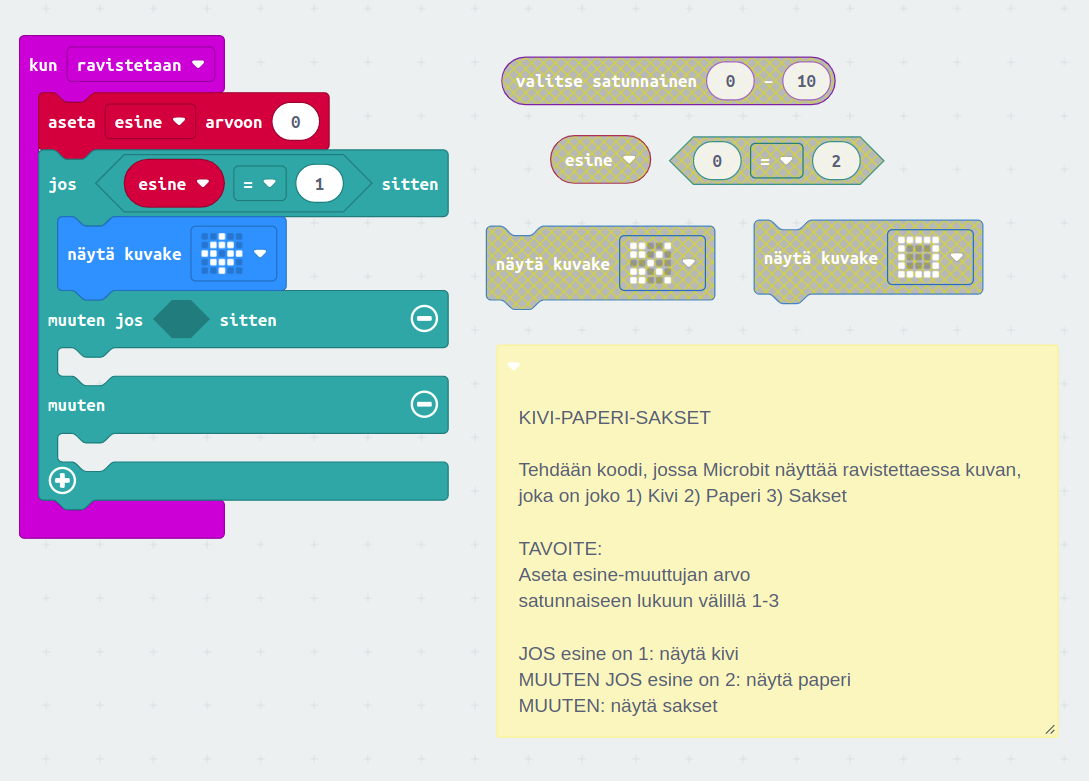 kun ravistetaan
aseta esine arvoon 0
jos esine = 1 sitten
näytä kuvake
muuten jos sitten
muuten
valitse satunnainen 0 - 10
esine 0 = 2
näytä kuvake
näytä kuvake
KIVI-PAPERI-SAKSET
Tehdään koodi, jossa Microbit näyttää ravistettaessa kuvan,
joka on joko 1) Kivi 2) Paperi 3) Sakset
TAVOITE:
Aseta esine-muuttujan arvo
satunnaiseen lukuun välillä 1-3
JOS esine on 1: näytä kivi
MUUTEN JOS esine on 2: näytä paperi
MUUTEN: näytä sakset